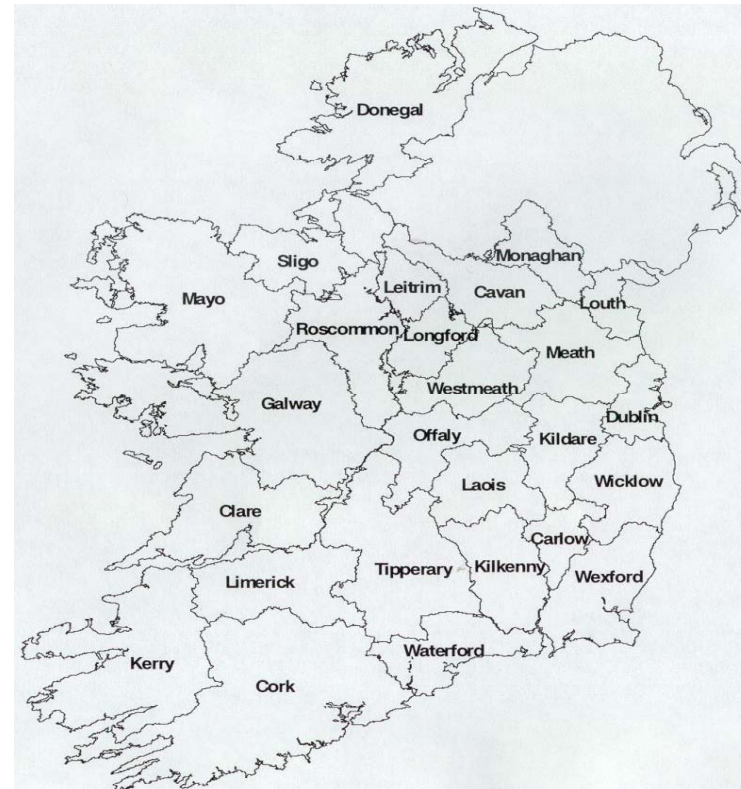 Donegal
Monaghan
Sligo
Leitrim
Cavan
Mayo
Louth
Roscommon
Longford
Meath
Westmeath
Galway
Dublin
Offaly
Kildare
Laois
Wicklow
Clare
Carlow
Limerick
Tipperary
Kilkenny
Wexford
Waterford
Kerry
Cork